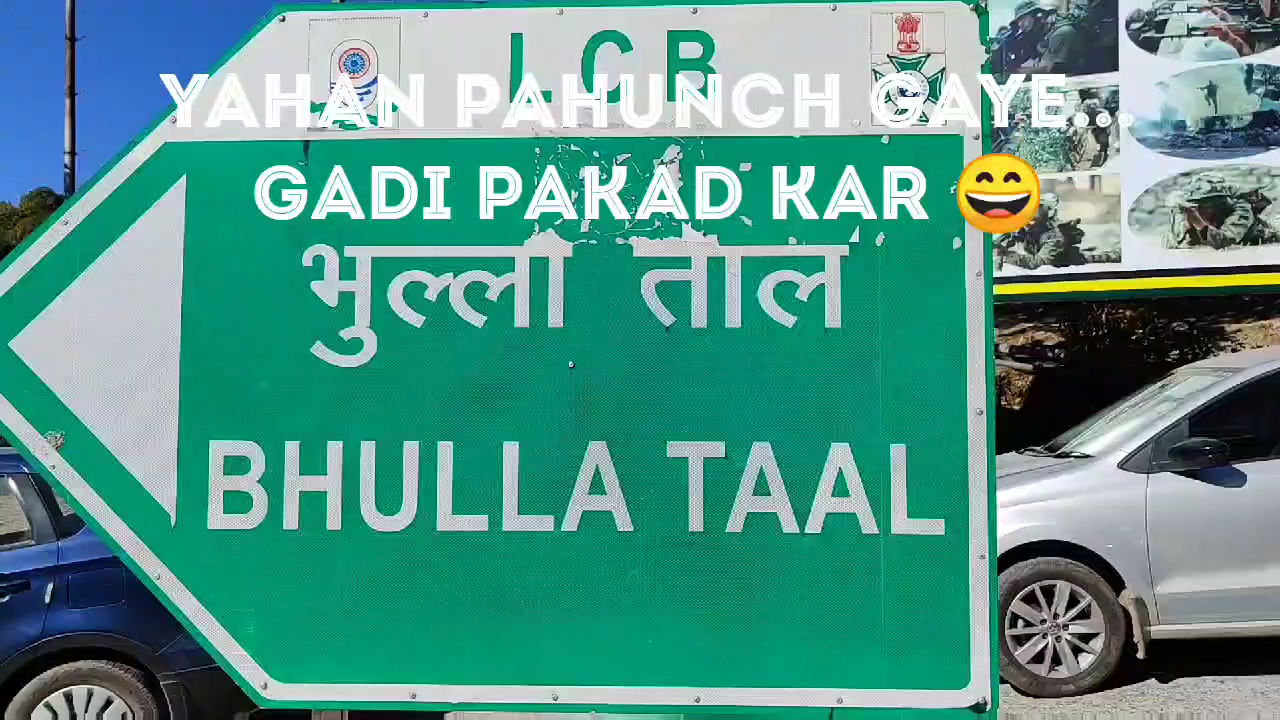 LCB
YAHAN PAHUNCH GAYE...
GADI PAKAD KAR 😄
भुल्ला ताल
BHULLA TAAL